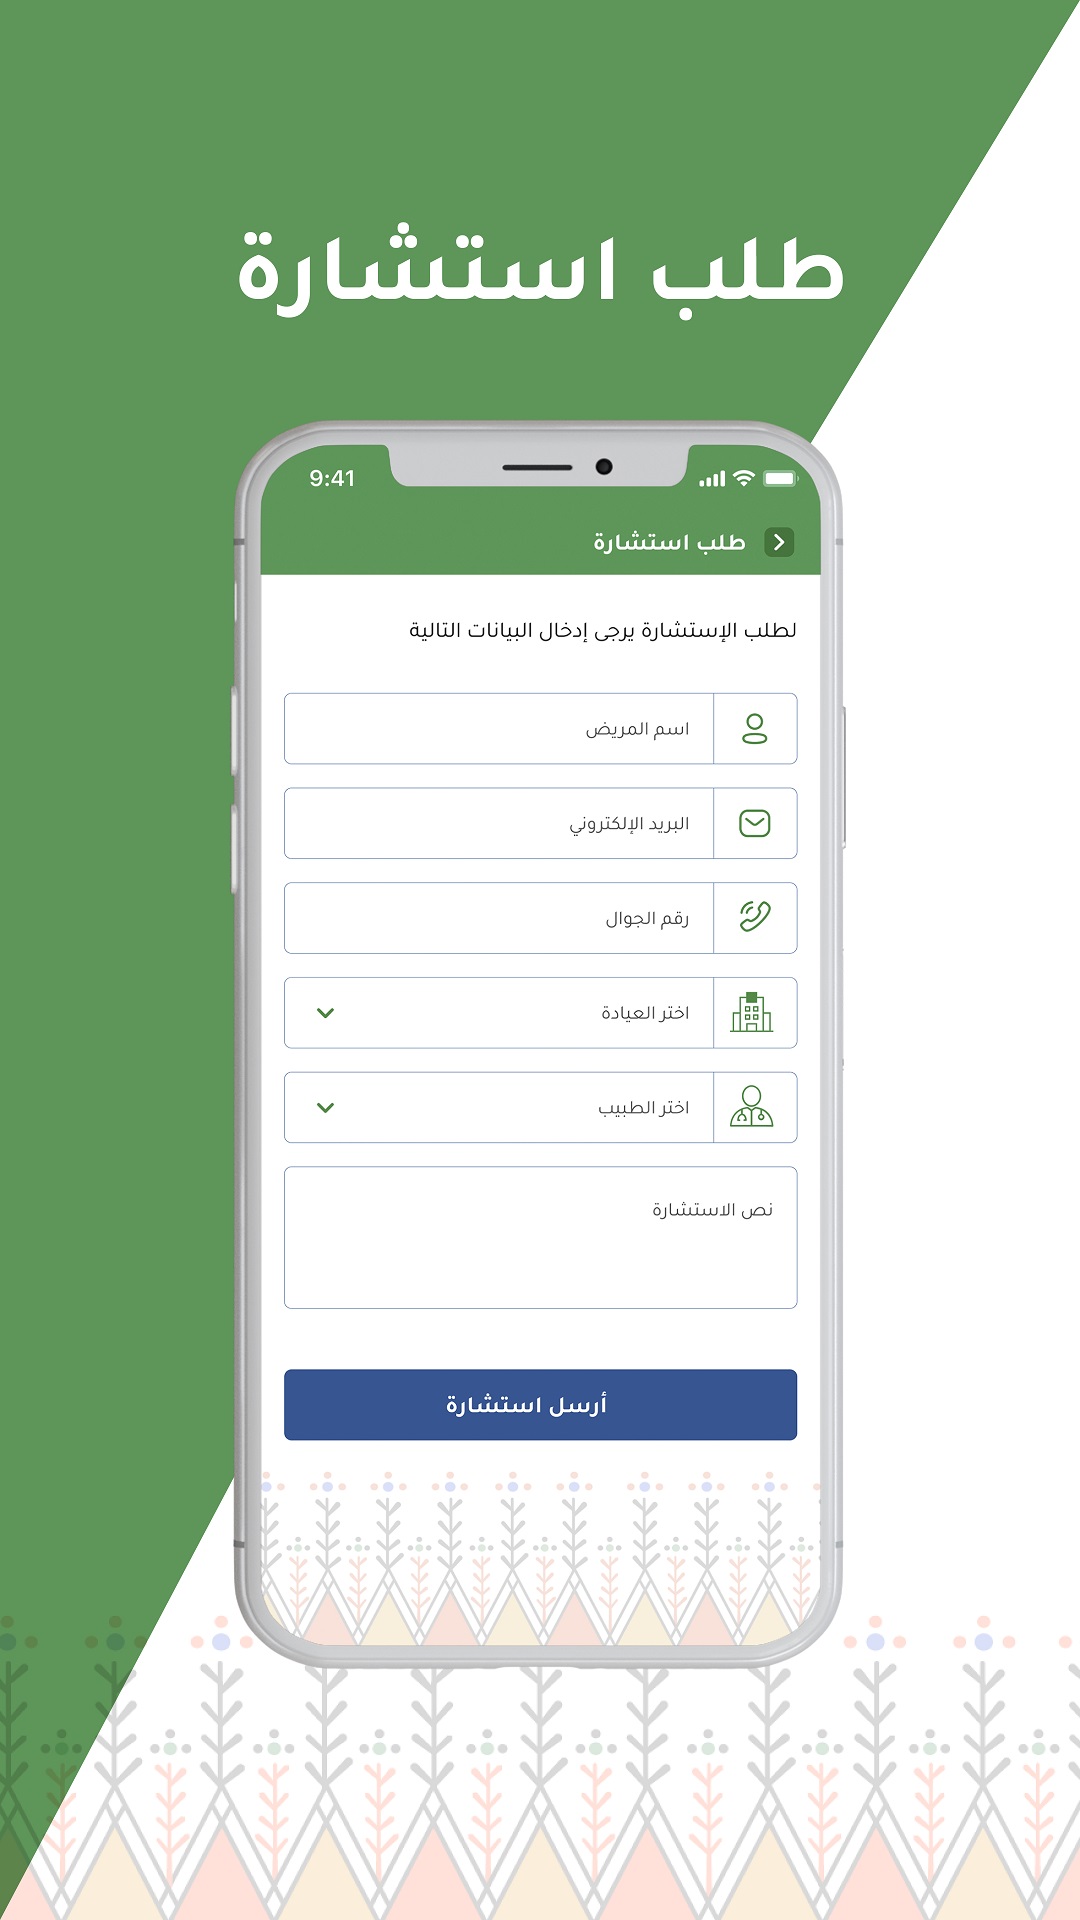 طلب استشارة
9:41
طلب استشارة
لطلب الإستشارة يرجى إدخال البيانات التالية
اسم المريض
البريد الإلكتروني
رقم الجوال
اختر العيادة
اختر الطبيب
نص الاستشارة
أرسل استشارة